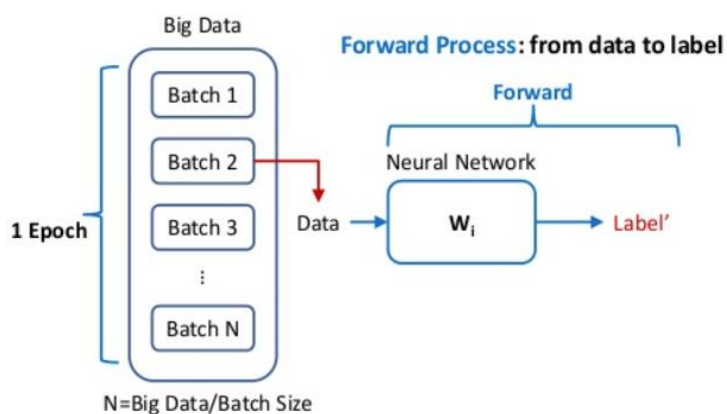 Big Data
Forward Process: from data to label
Forward
Batch 1
Batch 2
Batch 3
⋮
Batch N
1 Epoch
Data
Neural Network
Wi
Label’
N=Big Data/Batch Size